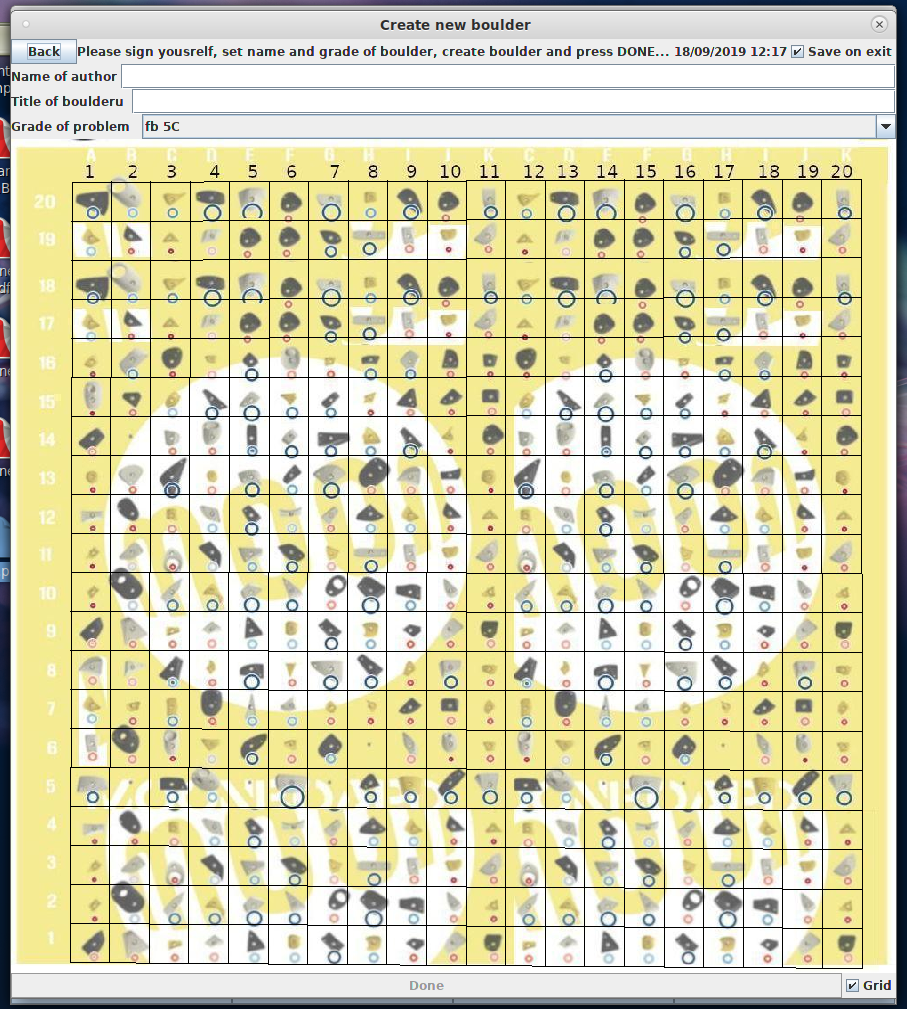 Create new boulder
Back Please sign yousrelf, set name and grade of boulder, create boulder and press DONE... 18/09/2019 12:17 Save on exit
Name of author
Title of boulderu
Grade of problem fb 5C
A B C D E F G H I J K C D E F G H I J K
1 2 3 4 5 6 7 8 9 10 11 12 13 14 15 16 17 18 19 20
20
19
18
17
16
15
14
13
12
11
10
9
8
7
6
5
4
3
2
1
Done Grid